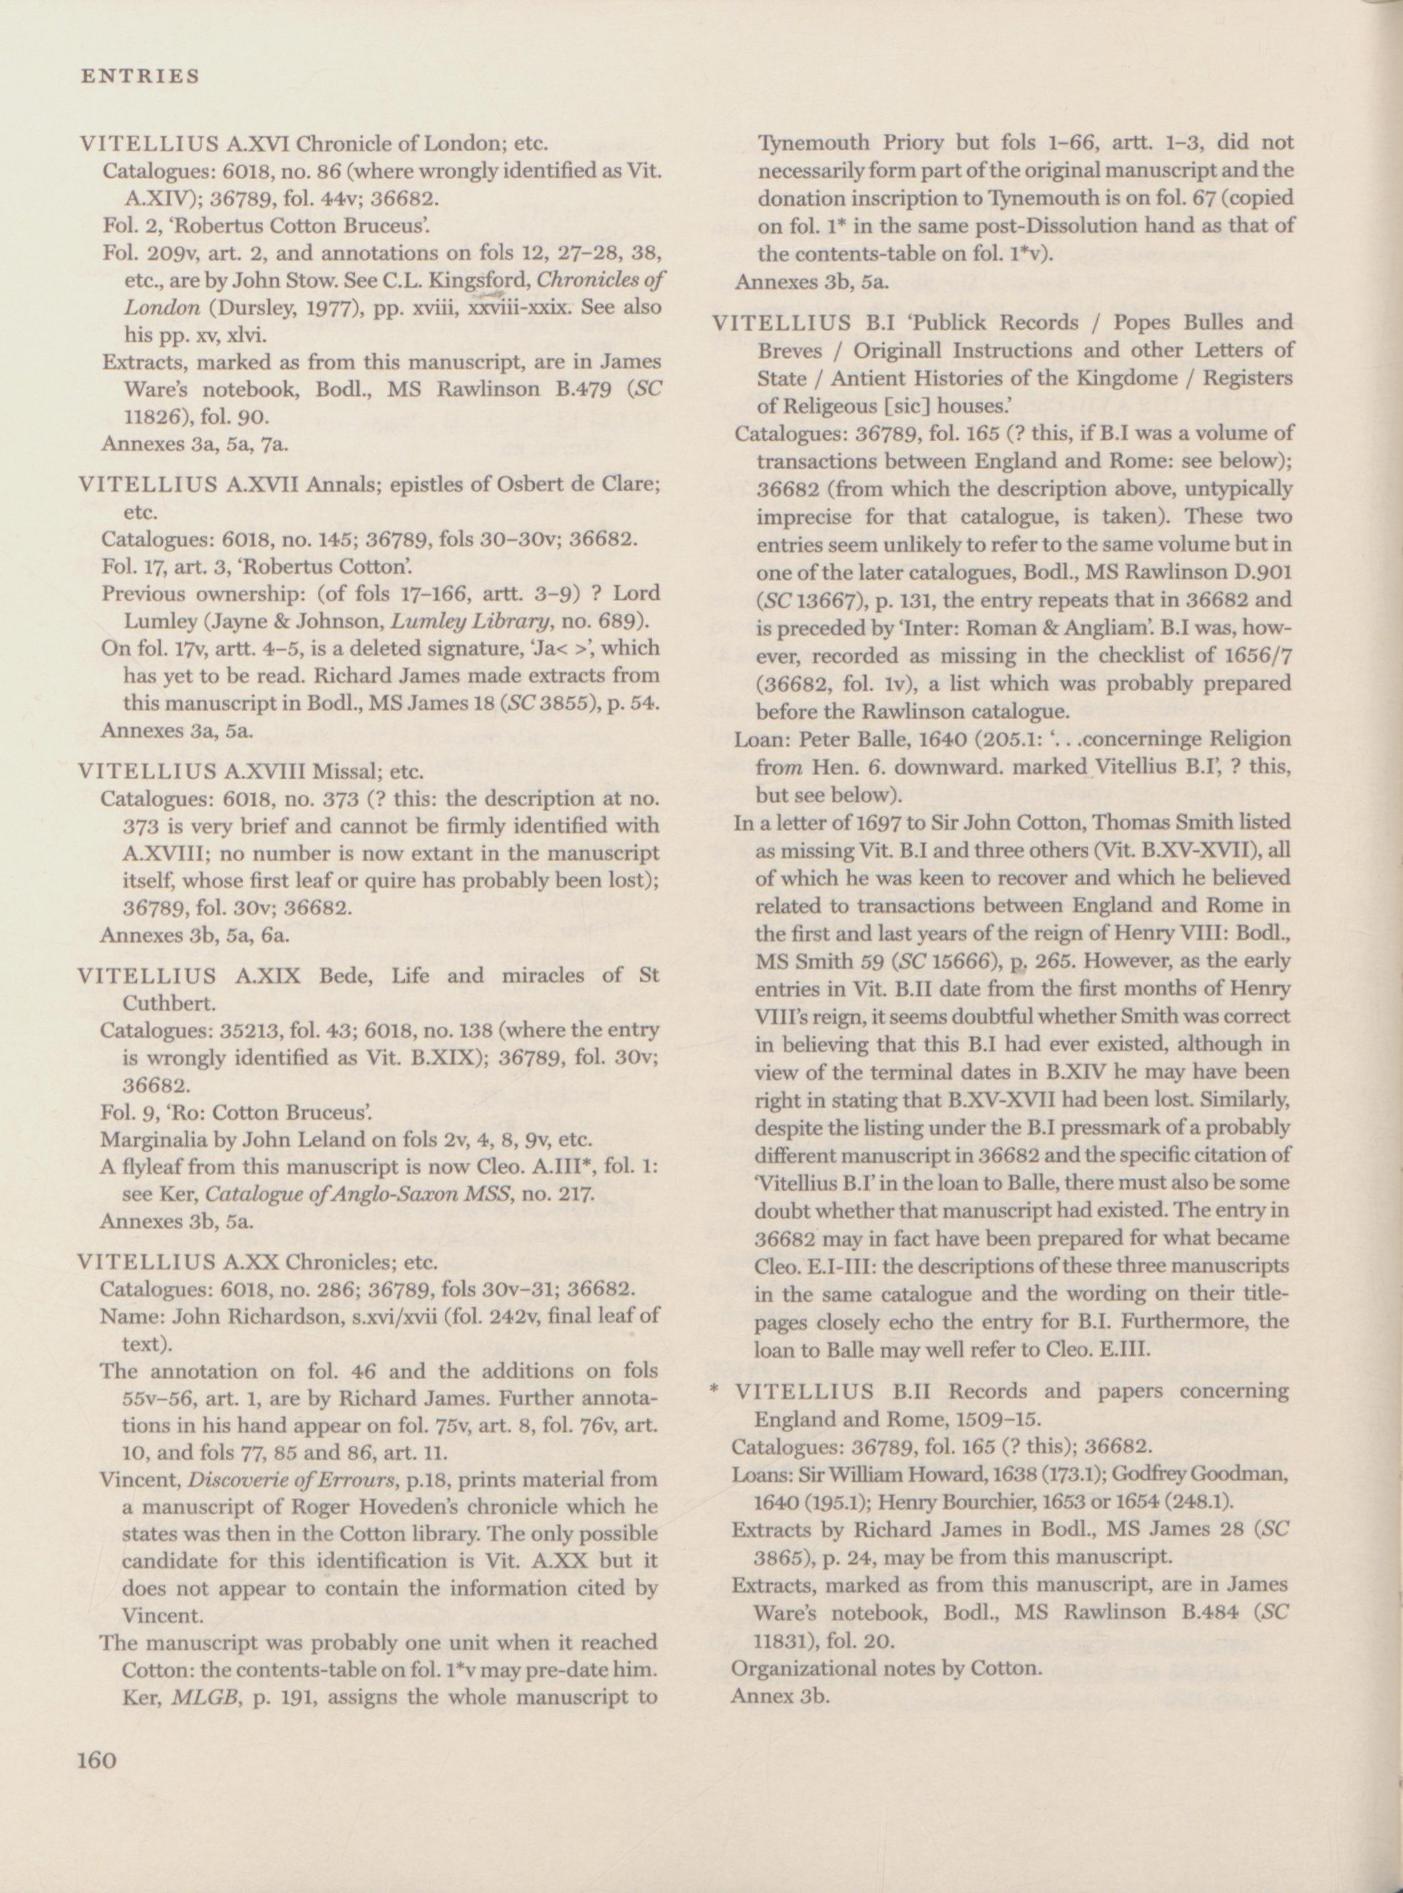 ENTRIES
VITELLIUS A.XVI Chronicle of London; etc.
Catalogues: 6018, no. 86 (where wrongly identified as Vit.
A.XIV); 36789, fol. 44v; 36682.
Fol. 2, ‘Robertus Cotton Bruceus’.
Fol. 209v, art. 2, and annotations on fols 12, 27–28, 38,
etc., are by John Stow. See C.L. Kingsford, Chronicles of
London (Dursley, 1977), pp. xviii, xxviii-xxix. See also
his pp. xv, xlvi.
Extracts, marked as from this manuscript, are in James
Ware’s notebook, Bodl., MS Rawlinson B.479 (SC
11826), fol. 90.
Annexes 3a, 5a, 7a.
VITELLIUS A.XVII Annals; epistles of Osbert de Clare;
etc.
Catalogues: 6018, no. 145; 36789, fols 30–30v; 36682.
Fol. 17, art. 3, ‘Robertus Cotton’.
Previous ownership: (of fols 17–166, artt. 3–9) ? Lord
Lumley (Jayne & Johnson, Lumley Library, no. 689).
On fol. 17v, artt. 4–5, is a deleted signature, ‘Ja< >’, which
has yet to be read. Richard James made extracts from
this manuscript in Bodl., MS James 18 (SC 3855), p. 54.
Annexes 3a, 5a.
VITELLIUS A.XVIII Missal; etc.
Catalogues: 6018, no. 373 (? this: the description at no.
373 is very brief and cannot be firmly identified with
A.XVIII; no number is now extant in the manuscript
itself, whose first leaf or quire has probably been lost);
36789, fol. 30v; 36682.
Annexes 3b, 5a, 6a.
VITELLIUS A.XIX Bede, Life and miracles of St
Cuthbert.
Catalogues: 35213, fol. 43; 6018, no. 138 (where the entry
is wrongly identified as Vit. B.XIX); 36789, fol. 30v;
36682.
Fol. 9, ‘Ro: Cotton Bruceus’.
Marginalia by John Leland on fols 2v, 4, 8, 9v, etc.
A flyleaf from this manuscript is now Cleo. A.III*, fol. 1:
see Ker, Catalogue of Anglo-Saxon MSS, no. 217.
Annexes 3b, 5a.
VITELLIUS A.XX Chronicles; etc.
Catalogues: 6018, no. 286; 36789, fols 30v–31; 36682.
Name: John Richardson, s.xvi/xvii (fol. 242v, final leaf of
text).
The annotation on fol. 46 and the additions on fols
55v–56, art. 1, are by Richard James. Further annota-
tions in his hand appear on fol. 75v, art. 8, fol. 76v, art.
10, and fols 77, 85 and 86, art. 11.
Vincent, Discoverie of Errours, p.18, prints material from
a manuscript of Roger Hoveden’s chronicle which he
states was then in the Cotton library. The only possible
candidate for this identification is Vit. A.XX but it
does not appear to contain the information cited by
Vincent.
The manuscript was probably one unit when it reached
Cotton: the contents-table on fol. 1*v may pre-date him.
Ker, MLGB, p. 191, assigns the whole manuscript to
160
Tynemouth Priory but fols 1–66, artt. 1–3, did not
necessarily form part of the original manuscript and the
donation inscription to Tynemouth is on fol. 67 (copied
on fol. 1* in the same post-Dissolution hand as that of
the contents-table on fol. 1*v).
Annexes 3b, 5a.
VITELLIUS B.I ‘Publick Records / Popes Bulles and
Breves / Originall Instructions and other Letters of
State / Antient Histories of the Kingdome / Registers
of Religeous [sic] houses.’
Catalogues: 36789, fol. 165 (? this, if B.I was a volume of
transactions between England and Rome: see below);
36682 (from which the description above, untypically
imprecise for that catalogue, is taken). These two
entries seem unlikely to refer to the same volume but in
one of the later catalogues, Bodl., MS Rawlinson D.901
(SC 13667), p. 131, the entry repeats that in 36682 and
is preceded by ‘Inter: Roman & Angliam’. B.I was, how-
ever, recorded as missing in the checklist of 1656/7
(36682, fol. 1v), a list which was probably prepared
before the Rawlinson catalogue.
Loan: Peter Balle, 1640 (205.1: ‘. . .concerninge Religion
from Hen. 6. downward. marked Vitellius B.I’, ? this,
but see below).
In a letter of 1697 to Sir John Cotton, Thomas Smith listed
as missing Vit. B.I and three others (Vit. B.XV-XVII), all
of which he was keen to recover and which he believed
related to transactions between England and Rome in
the first and last years of the reign of Henry VIII: Bodl.,
MS Smith 59 (SC 15666), p. 265. However, as the early
entries in Vit. B.II date from the first months of Henry
VIII’s reign, it seems doubtful whether Smith was correct
in believing that this B.I had ever existed, although in
view of the terminal dates in B.XIV he may have been
right in stating that B.XV-XVII had been lost. Similarly,
despite the listing under the B.I pressmark of a probably
different manuscript in 36682 and the specific citation of
‘Vitellius B.I’ in the loan to Balle, there must also be some
doubt whether that manuscript had existed. The entry in
36682 may in fact have been prepared for what became
Cleo. E.I-III: the descriptions of these three manuscripts
in the same catalogue and the wording on their title-
pages closely echo the entry for B.I. Furthermore, the
loan to Balle may well refer to Cleo. E.III.
* VITELLIUS B.II Records and papers concerning
England and Rome, 1509–15.
Catalogues: 36789, fol. 165 (? this); 36682.
Loans: Sir William Howard, 1638 (173.1); Godfrey Goodman,
1640 (195.1); Henry Bourchier, 1653 or 1654 (248.1).
Extracts by Richard James in Bodl., MS James 28 (SC
3865), p. 24, may be from this manuscript.
Extracts, marked as from this manuscript, are in James
Ware’s notebook, Bodl., MS Rawlinson B.484 (SC
11831), fol. 20.
Organizational notes by Cotton.
Annex 3b.